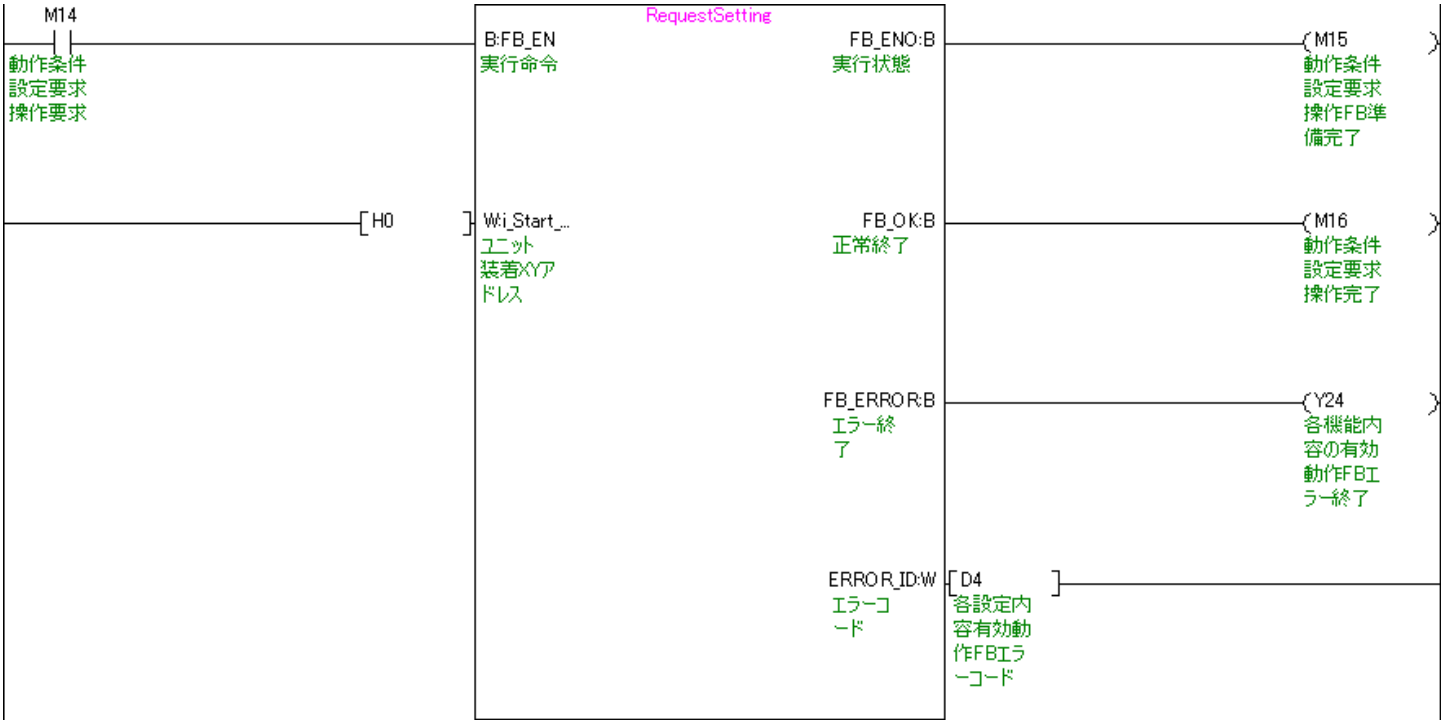 M14
動作条件
設定要求
操作要求
RequestSetting
B:FB_EN
実行命令
FB_ENO:B
実行状態
M15
動作条件
設定要求
操作FB準
備完了
H0
W:i_Start_...
ユニット
装着XYア
ドレス
FB_OK:B
正常終了
M16
動作条件
設定要求
操作完了
FB_ERROR:B
エラー終
了
Y24
各機能内
容の有効
動作FBエ
ラー終了
ERROR_ID:W
エラーコ
ード
D4
各設定内
容有効動
作FBエラ
ーコード